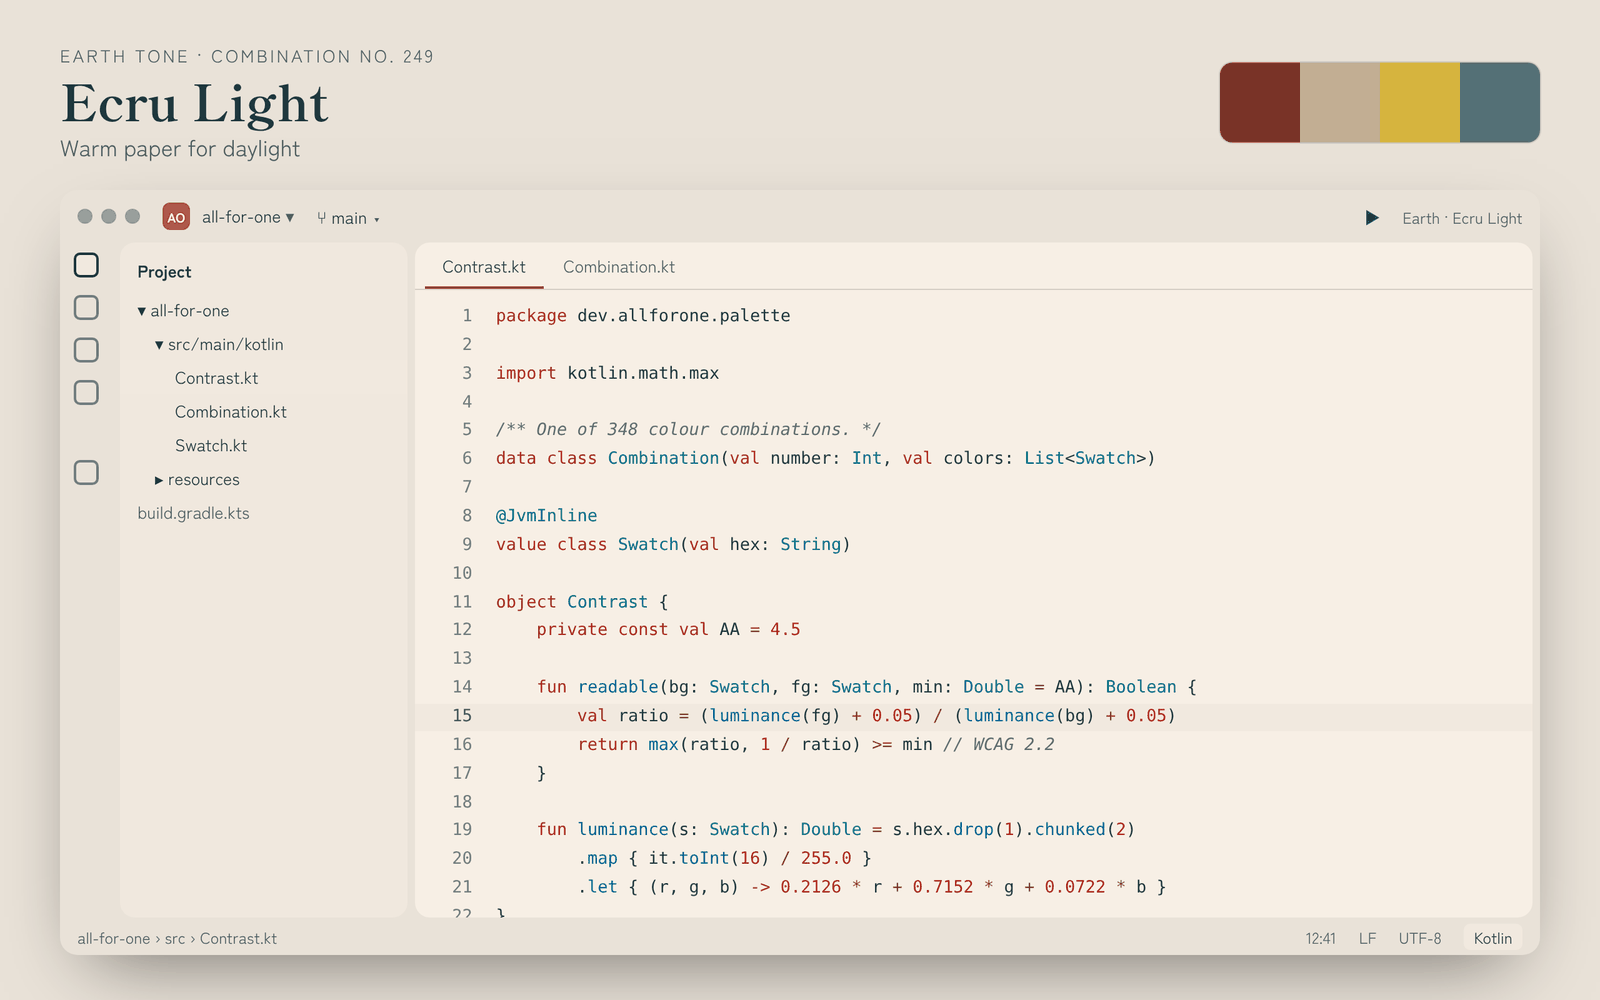 EARTH TONE · COMBINATION NO. 249
Ecru Light
Warm paper for daylight
AO all-for-one ▾ main ▾
Earth · Ecru Light
Project
▾ all-for-one
▾ src/main/kotlin
Contrast.kt
Combination.kt
Swatch.kt
▸ resources
build.gradle.kts
Contrast.kt Combination.kt
1 package dev.allforone.palette
2
3 import kotlin.math.max
4
5 /** One of 348 colour combinations. */
6 data class Combination(val number: Int, val colors: List<Swatch>)
7
8 @JvmInline
9 value class Swatch(val hex: String)
10
11 object Contrast {
12     private const val AA = 4.5
13
14     fun readable(bg: Swatch, fg: Swatch, min: Double = AA): Boolean {
15         val ratio = (luminance(fg) + 0.05) / (luminance(bg) + 0.05)
16         return max(ratio, 1 / ratio) >= min // WCAG 2.2
17     }
18
19     fun luminance(s: Swatch): Double = s.hex.drop(1).chunked(2)
20         .map { it.toInt(16) / 255.0 }
21         .let { (r, g, b) -> 0.2126 * r + 0.7152 * g + 0.0722 * b }
22 }
all-for-one › src › Contrast.kt
12:41 LF UTF-8 Kotlin